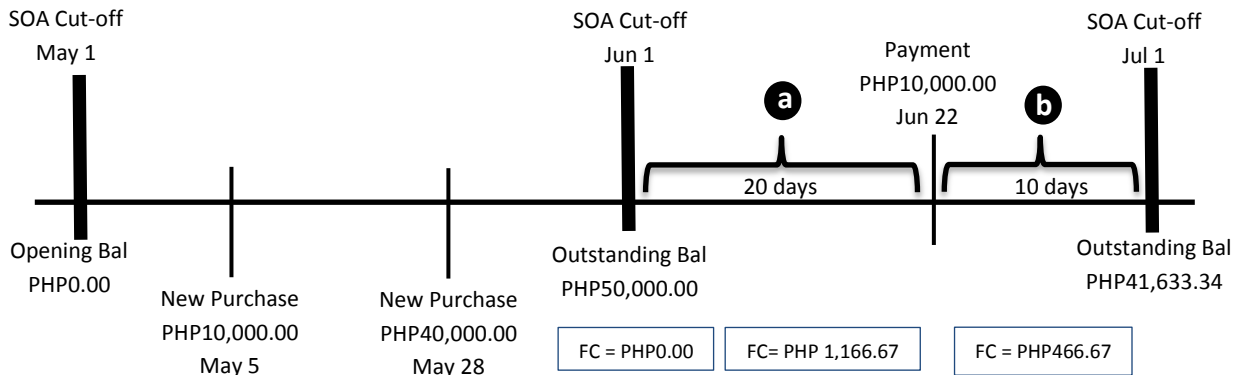 SOA Cut-off
May 1
SOA Cut-off
Jun 1
Payment
PHP10,000.00
Jun 22
SOA Cut-off
Jul 1
a
b
20 days
10 days
Opening Bal
PHP0.00
New Purchase
PHP10,000.00
May 5
New Purchase
PHP40,000.00
May 28
Outstanding Bal
PHP50,000.00
Outstanding Bal
PHP41,633.34
FC = PHP0.00
FC= PHP 1,166.67
FC = PHP466.67